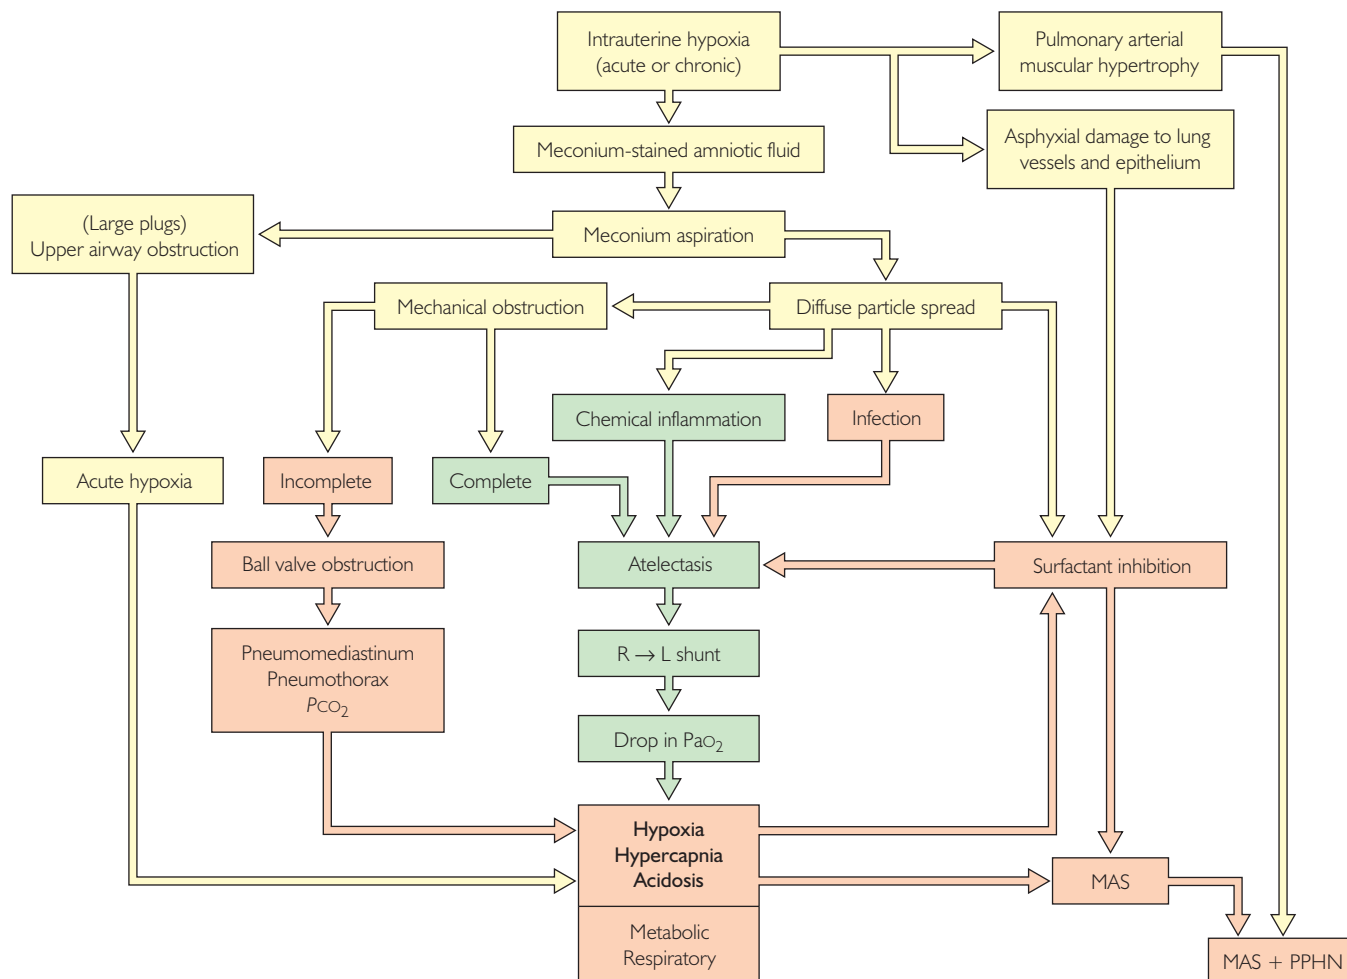 Intrauterine hypoxia
(acute or chronic)
Pulmonary arterial
muscular hypertrophy
Meconium-stained amniotic fluid
Asphyxial damage to lung
vessels and epithelium
(Large plugs)
Upper airway obstruction
Meconium aspiration
Mechanical obstruction
Diffuse particle spread
Chemical inflammation
Infection
Acute hypoxia
Incomplete
Complete
Ball valve obstruction
Atelectasis
Surfactant inhibition
Pneumomediastinum
Pneumothorax
PCO₂
R → L shunt
Drop in PaO₂
Hypoxia
Hypercapnia
Acidosis
MAS
Metabolic
Respiratory
MAS + PPHN